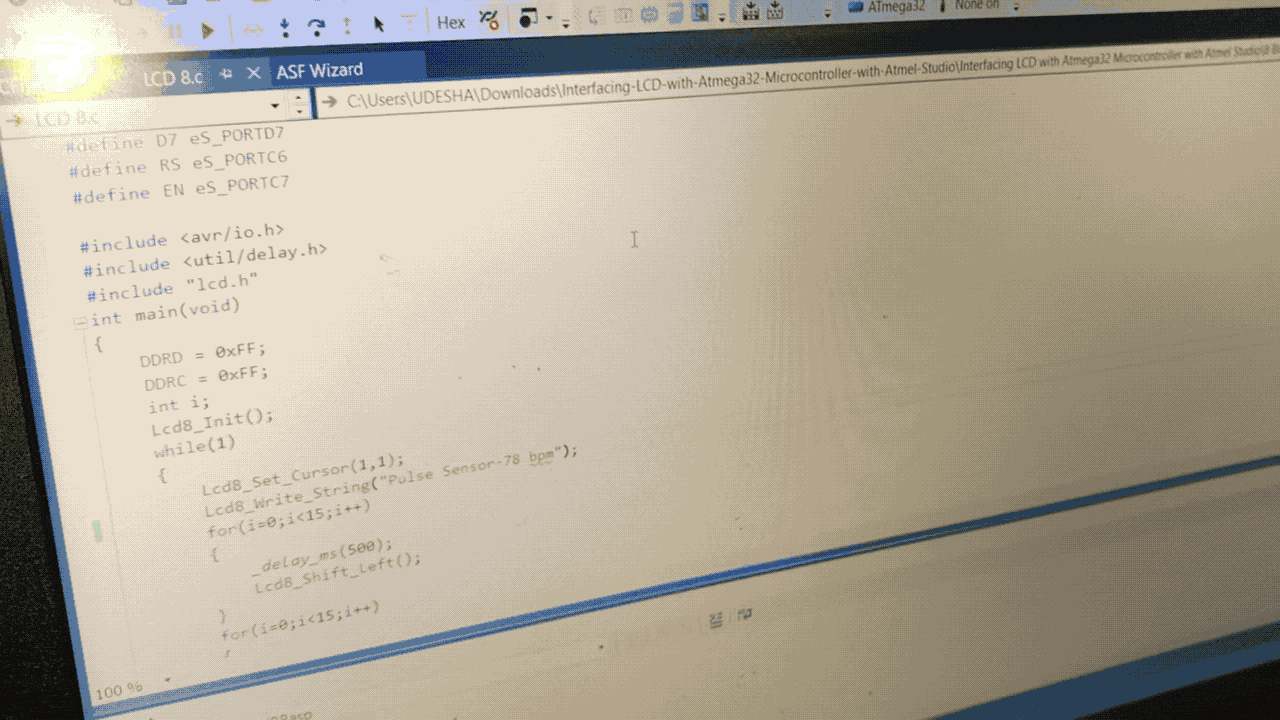 Hex
ATmega32
None on
LCD 8.c
ASF Wizard
LCD 8.c
C:\Users\UDESHA\Downloads\Interfacing-LCD-with-Atmega32-Microcontroller-with-Atmel-Studio\Interfacing LCD with Atmega32 Microcontroller with Atmel Studio\
#define D7 eS_PORTD7
#define RS eS_PORTC6
#define EN eS_PORTC7
#include <avr/io.h>
#include <util/delay.h>
#include "lcd.h"
int main(void)
{
DDRD = 0xFF;
DDRC = 0xFF;
int i;
Lcd8_Init();
while(1)
{
Lcd8_Set_Cursor(1,1);
Lcd8_Write_String("Pulse Sensor-78 bpm");
for(i=0;i<15;i++)
{
_delay_ms(500);
Lcd8_Shift_Left();
}
for(i=0;i<15;i++)
100 %